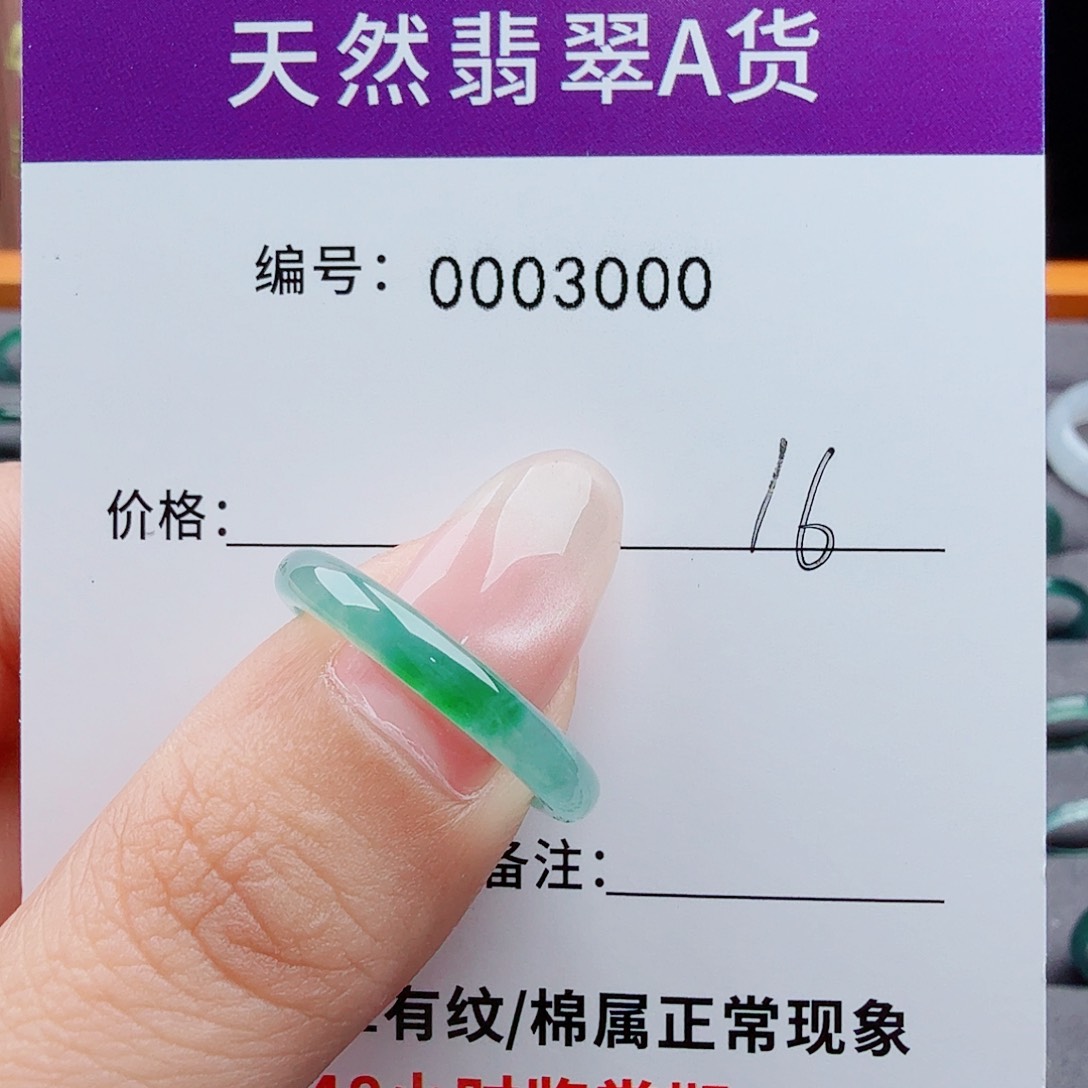 天然翡翠A货
编号：0003000
价格：16
备注：
有纹/棉属正常现象